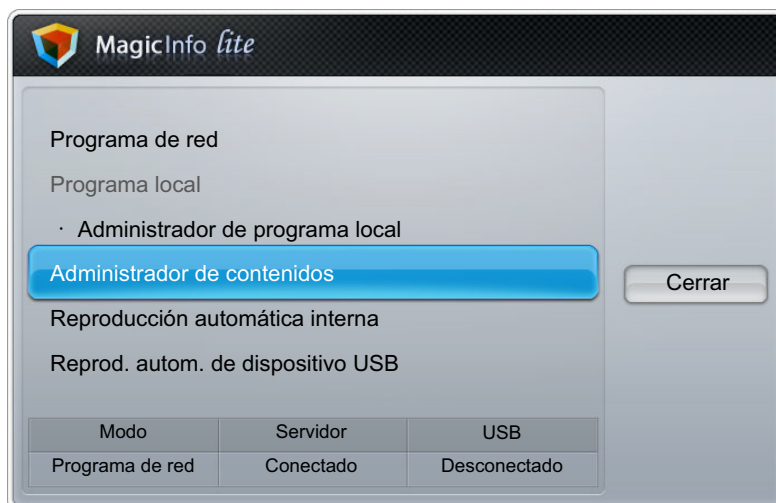 MagicInfo lite
Programa de red
Programa local
· Administrador de programa local
Administrador de contenidos
Cerrar
Reproducción automática interna
Reprod. autom. de dispositivo USB
Modo Servidor USB
Programa de red Conectado Desconectado